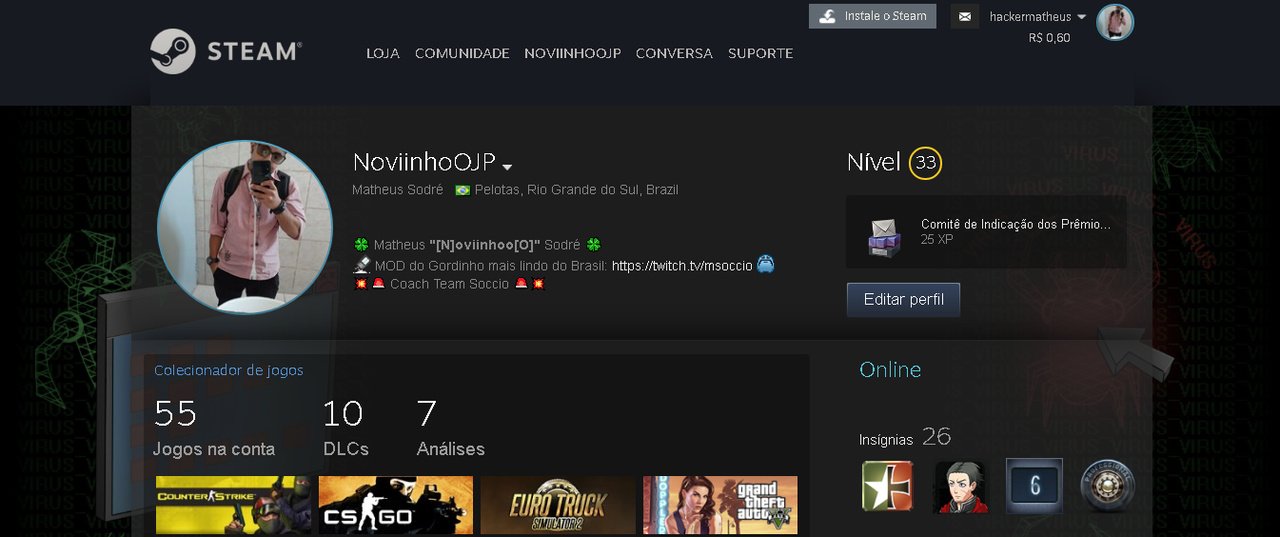 Instale o Steam
hackermatheus
R$ 0,60
STEAM®
LOJA COMUNIDADE NOVIINHOOJP CONVERSA SUPORTE
NoviinhoOJP
Matheus Sodré Pelotas, Rio Grande do Sul, Brazil
Matheus "[N]oviinhoo[O]" Sodré
MOD do Gordinho mais lindo do Brasil: https://twitch.tv/msoccio
Coach Team Soccio
Nível 33
Comitê de Indicação dos Prêmio...
25 XP
Editar perfil
Colecionador de jogos
55 10 7
Jogos na conta DLCs Análises
Online
Insígnias 26
COUNTER STRIKE
CS:GO
EURO TRUCK
SIMULATOR 2
grand
theft
auto
V
6
PROFESSIONAL
VIRUS
VIRUS
VIRUS